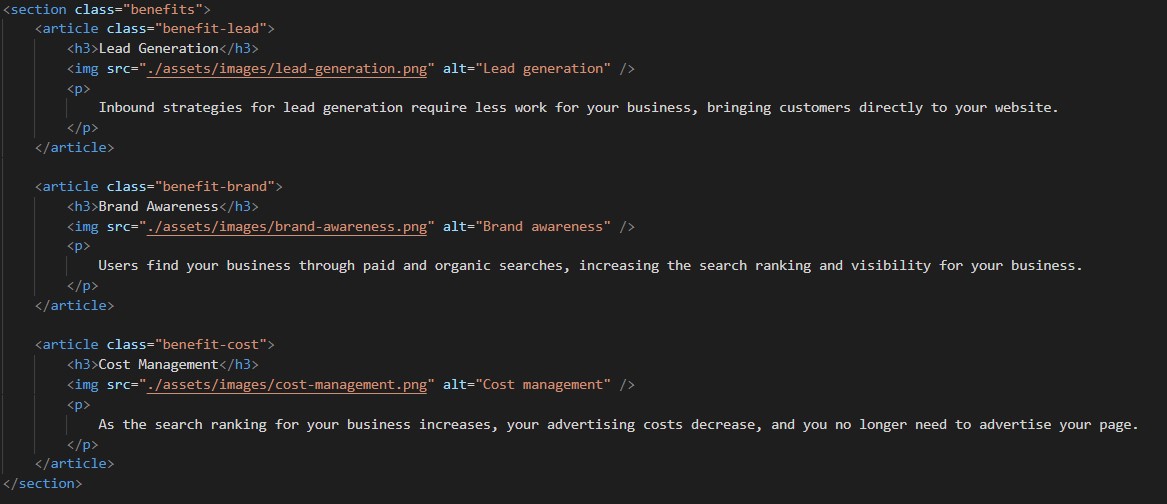 <section class="benefits">
<article class="benefit-lead">
<h3>Lead Generation</h3>
<img src="./assets/images/lead-generation.png" alt="Lead generation" />
<p>
Inbound strategies for lead generation require less work for your business, bringing customers directly to your website.
</p>
</article>
<article class="benefit-brand">
<h3>Brand Awareness</h3>
<img src="./assets/images/brand-awareness.png" alt="Brand awareness" />
<p>
Users find your business through paid and organic searches, increasing the search ranking and visibility for your business.
</p>
</article>
<article class="benefit-cost">
<h3>Cost Management</h3>
<img src="./assets/images/cost-management.png" alt="Cost management" />
<p>
As the search ranking for your business increases, your advertising costs decrease, and you no longer need to advertise your page.
</p>
</article>
</section>